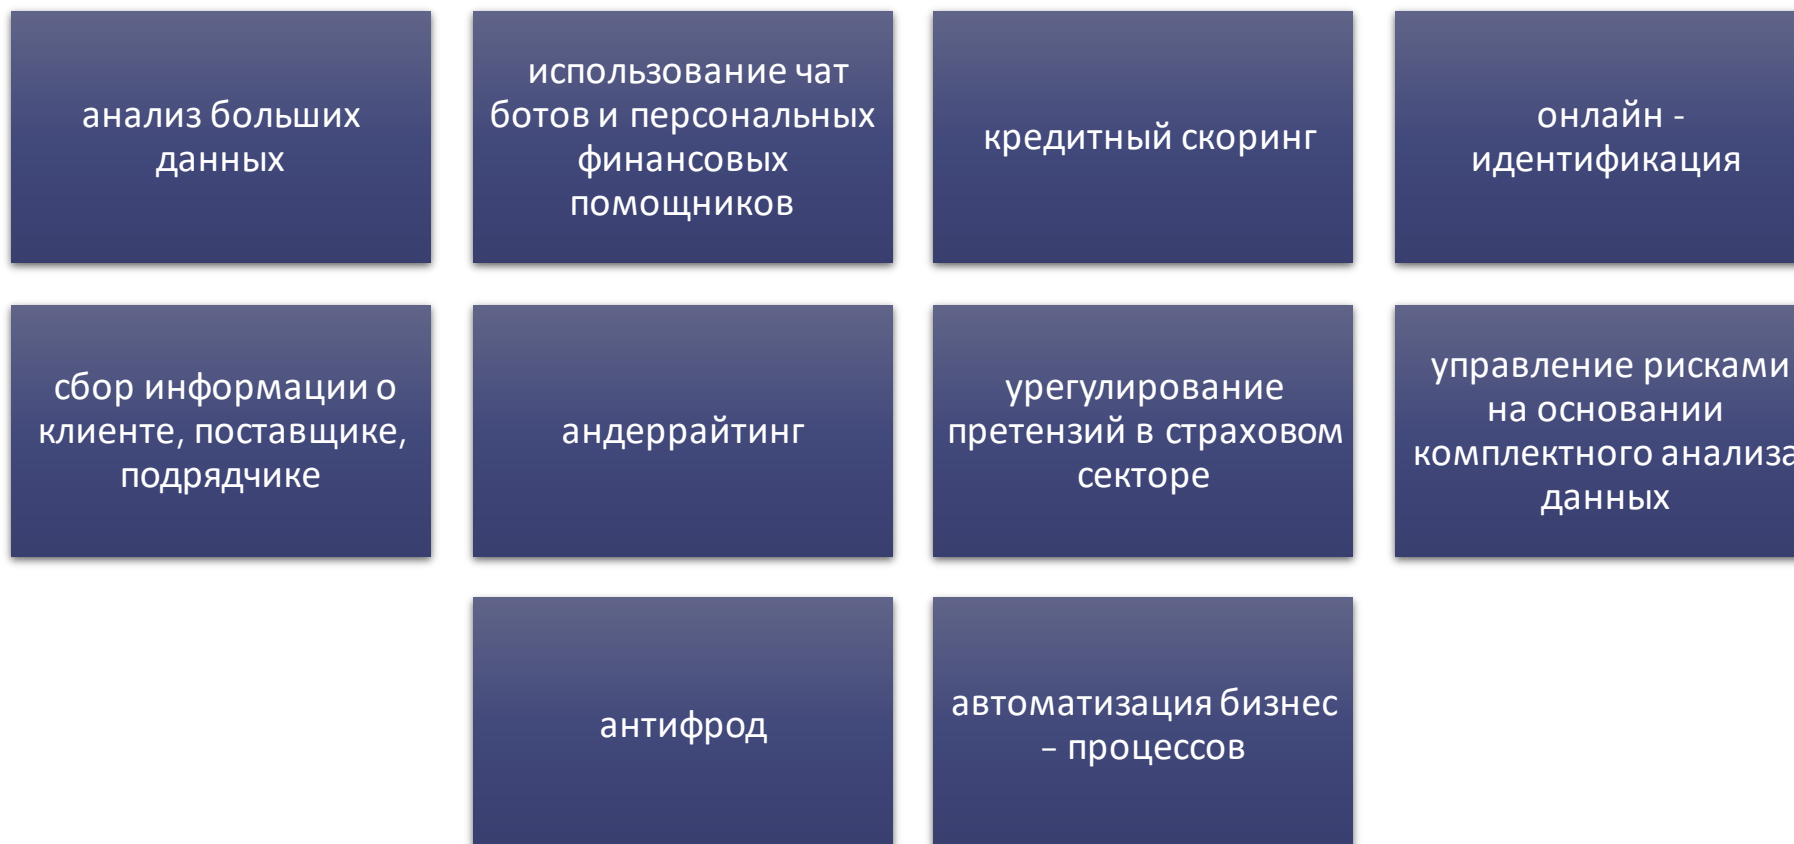 анализ больших
данных
использование чат
ботов и персональных
финансовых
помощников
кредитный скоринг
онлайн -
идентификация
сбор информации о
клиенте, поставщике,
подрядчике
андеррайтинг
урегулирование
претензий в страховом
секторе
управление рисками
на основании
комплектного анализа
данных
антифрод
автоматизация бизнес
– процессов